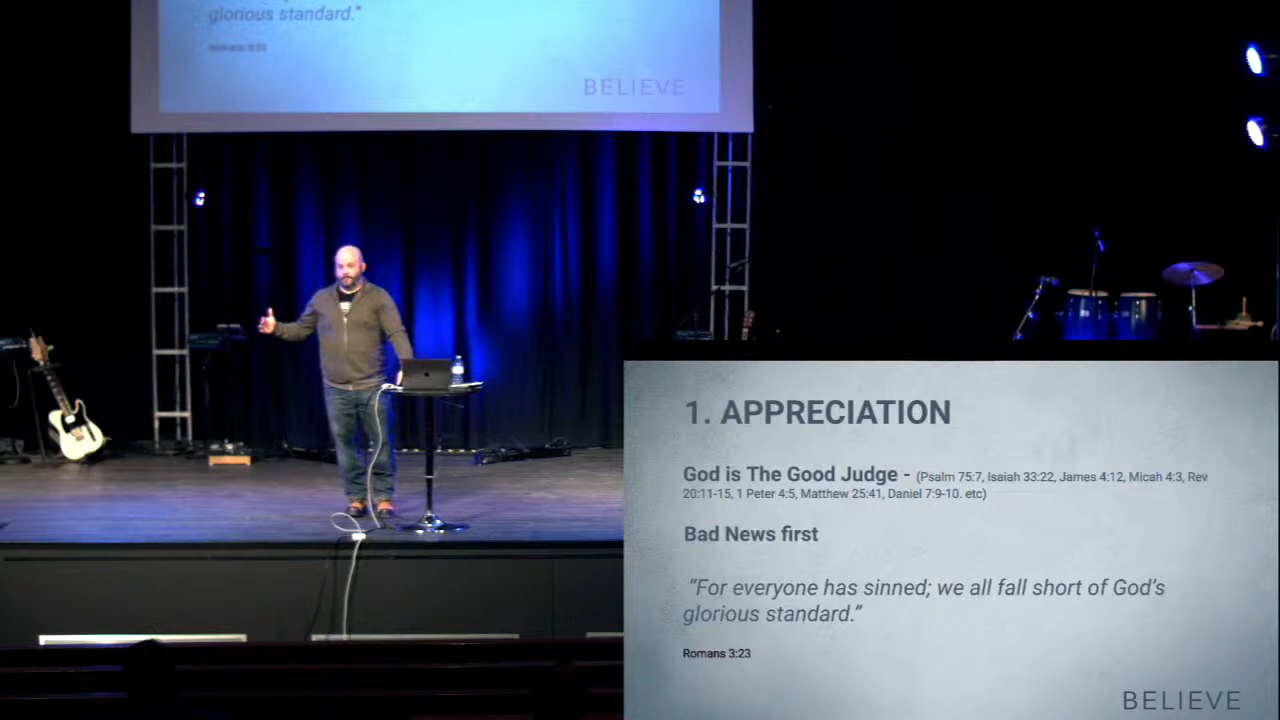 glorious standard."
Romans 3:23
BELIEVE
1. APPRECIATION
God is The Good Judge - (Psalm 75:7, Isaiah 33:22, James 4:12, Micah 4:3, Rev
20:11-15, 1 Peter 4:5, Matthew 25:41, Daniel 7:9-10. etc)
Bad News first
“For everyone has sinned; we all fall short of God’s
glorious standard.”
Romans 3:23
BELIEVE